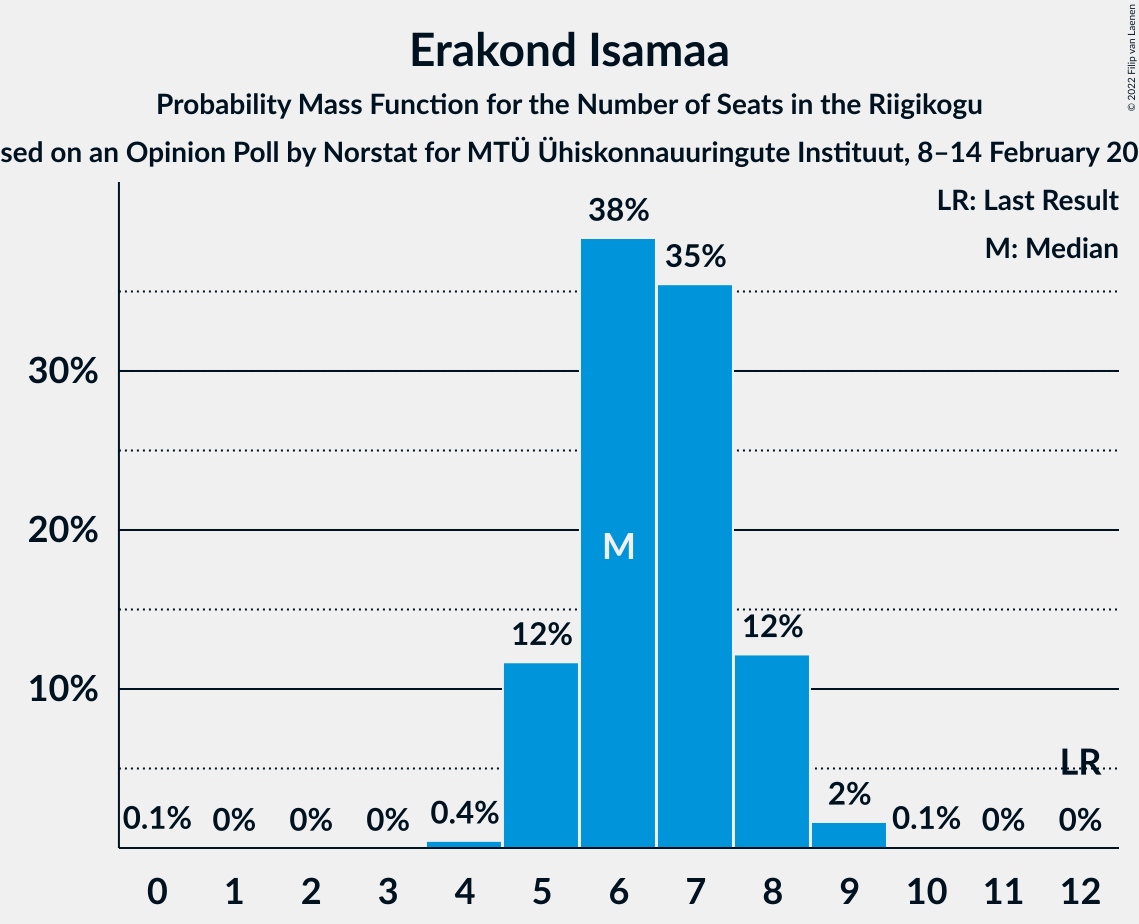 © 2022 Filip van Laenen
Erakond Isamaa
Probability Mass Function for the Number of Seats in the Riigikogu
sed on an Opinion Poll by Norstat for MTÜ Ühiskonnauuringute Instituut, 8–14 February 20
LR: Last Result
M: Median
38%
35%
30%
20%
M
12%
12%
10%
LR
2%
0.1% 0% 0% 0% 0.4% 0.1% 0% 0%
0 1 2 3 4 5 6 7 8 9 10 11 12